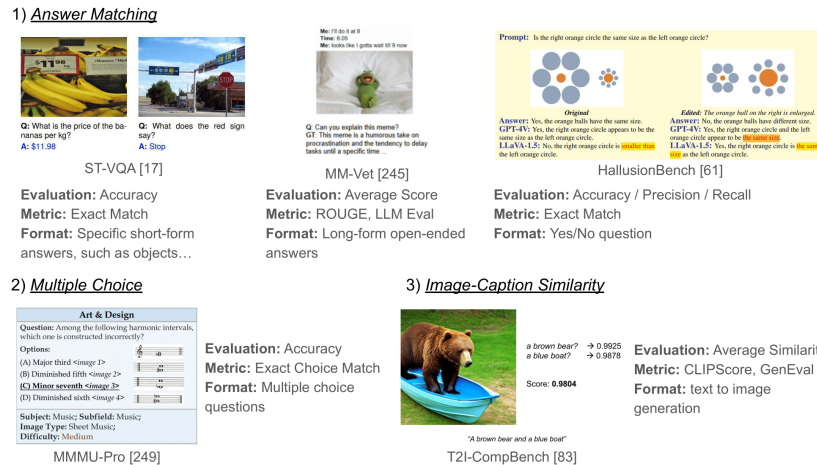 1) Answer Matching
$11.98
STOP
Q: What is the price of the ba-
nanas per kg?
A: $11.98
Q: What does the red sign
say?
A: Stop
ST-VQA [17]
Evaluation: Accuracy
Metric: Exact Match
Format: Specific short-form
answers, such as objects…
Me: I'll do it at 8
Time: 8.05
Me: looks like I gotta wait till 9 now
Q: Can you explain this meme?
GT: This meme is a humorous take on
procrastination and the tendency to delay
tasks until a specific time ...
MM-Vet [245]
Evaluation: Average Score
Metric: ROUGE, LLM Eval
Format: Long-form open-ended
answers
Prompt: Is the right orange circle the same size as the left orange circle?
Original
Answer: Yes, the orange balls have the same size.
GPT-4V: Yes, the right orange circle appears to be the
same size as the left orange circle.
LLaVA-1.5: No, the right orange circle is smaller than
the left orange circle.
Edited: The orange ball on the right is enlarged.
Answer: No, the orange balls have different size.
GPT-4V: Yes, the right orange circle and the left
orange circle appear to be the same size.
LLaVA-1.5: Yes, the right orange circle is the sam
size as the left orange circle.
HallusionBench [61]
Evaluation: Accuracy / Precision / Recall
Metric: Exact Match
Format: Yes/No question
2) Multiple Choice
Art & Design
Question: Among the following harmonic intervals,
which one is constructed incorrectly?
Options:
(A) Major third <image 1>
(B) Diminished fifth <image 2>
(C) Minor seventh <image 3>
(D) Diminished sixth <image 4>
Subject: Music; Subfield: Music;
Image Type: Sheet Music;
Difficulty: Medium
MMMU-Pro [249]
Evaluation: Accuracy
Metric: Exact Choice Match
Format: Multiple choice
questions
3) Image-Caption Similarity
a brown bear? → 0.9925
a blue boat? → 0.9878
Score: 0.9804
"A brown bear and a blue boat"
T2I-CompBench [83]
Evaluation: Average Similarit
Metric: CLIPScore, GenEval
Format: text to image
generation